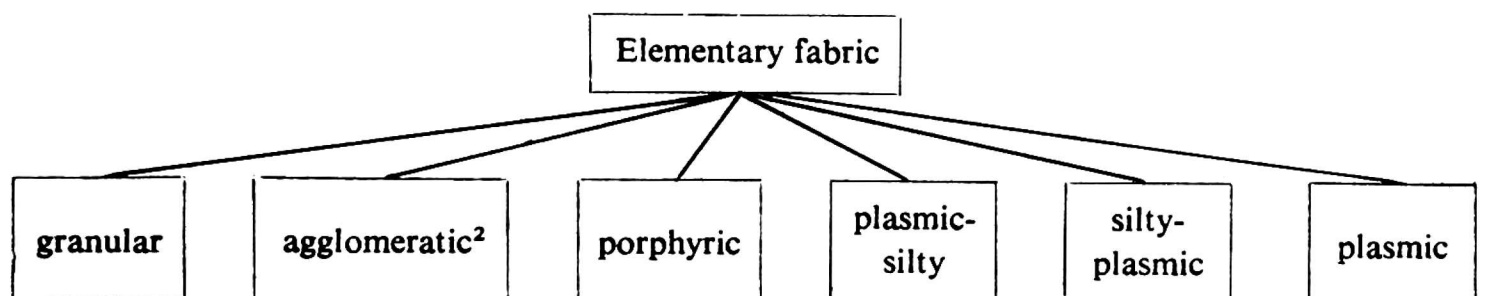 Elementary fabric
granular
agglomeratic²
porphyric
plasmic-
silty
silty-
plasmic
plasmic